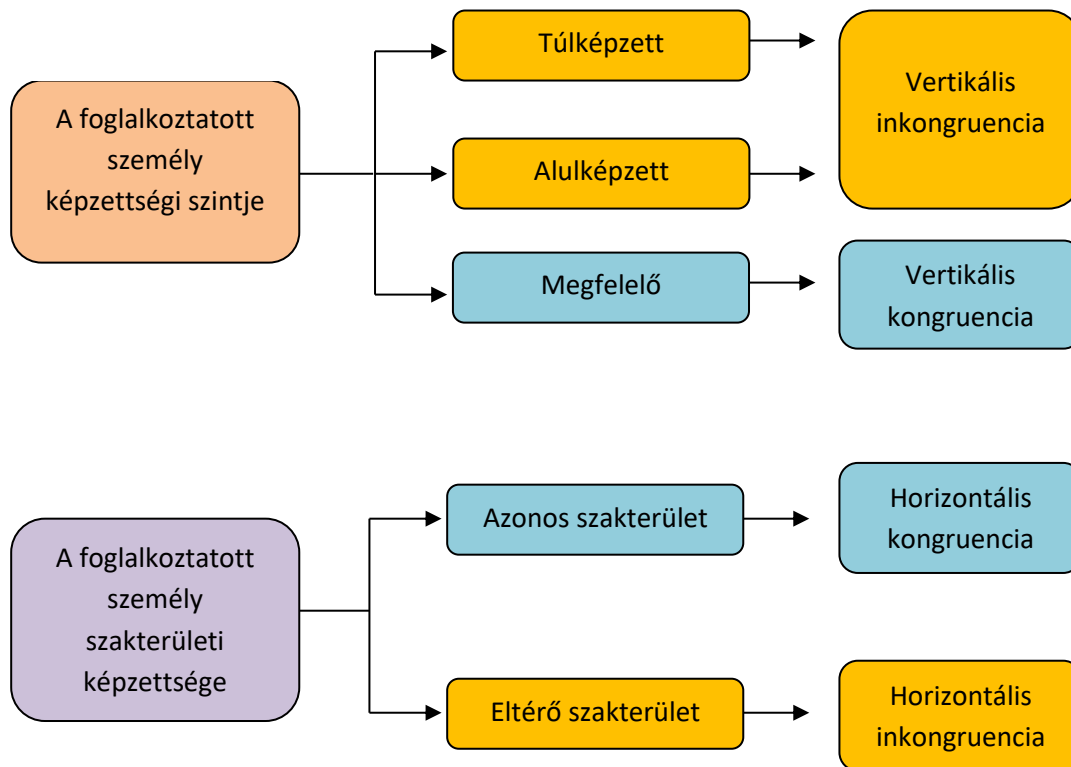 A foglalkoztatott
személy
képzettségi szintje
Túlképzett
Alulképzett
Megfelelő
Vertikális
inkongruencia
Vertikális
kongruencia
A foglalkoztatott
személy
szakterületi
képzettsége
Azonos szakterület
Eltérő szakterület
Horizontális
kongruencia
Horizontális
inkongruencia